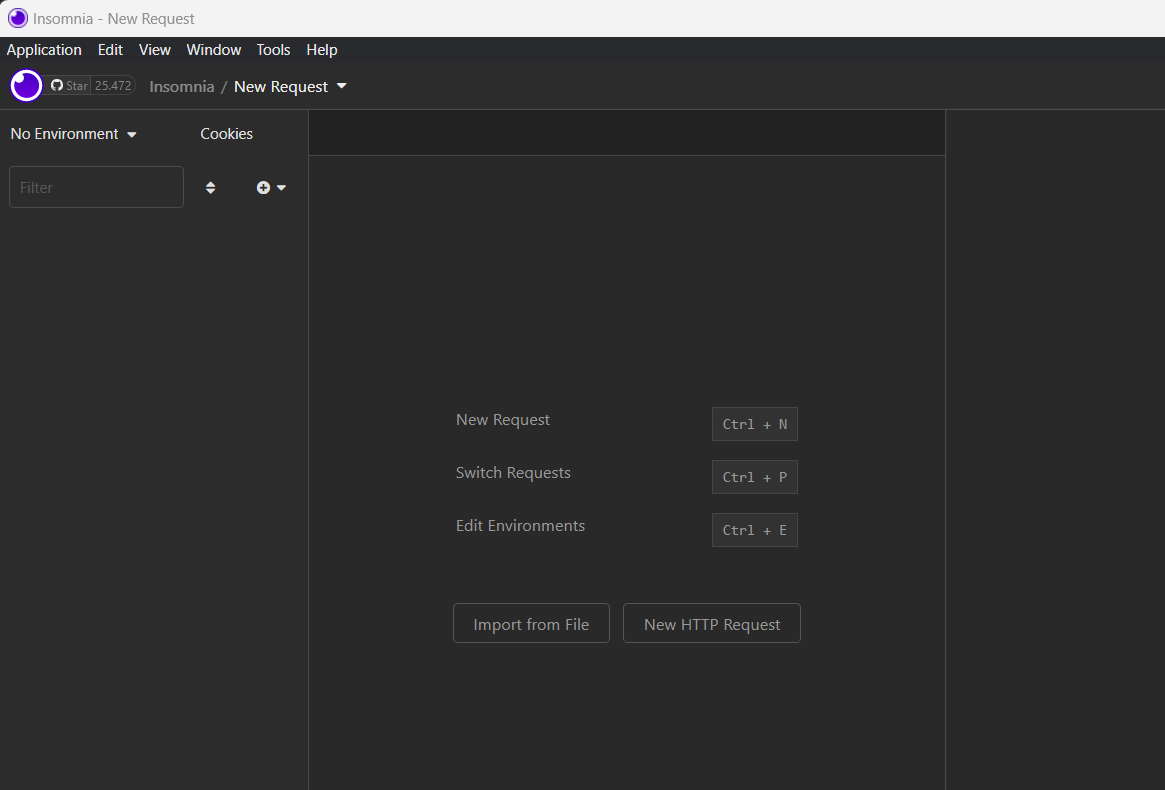 Insomnia - New Request
Application Edit View Window Tools Help
Star 25.472 Insomnia / New Request
No Environment Cookies
Filter
New Request Ctrl + N
Switch Requests Ctrl + P
Edit Environments Ctrl + E
Import from File New HTTP Request